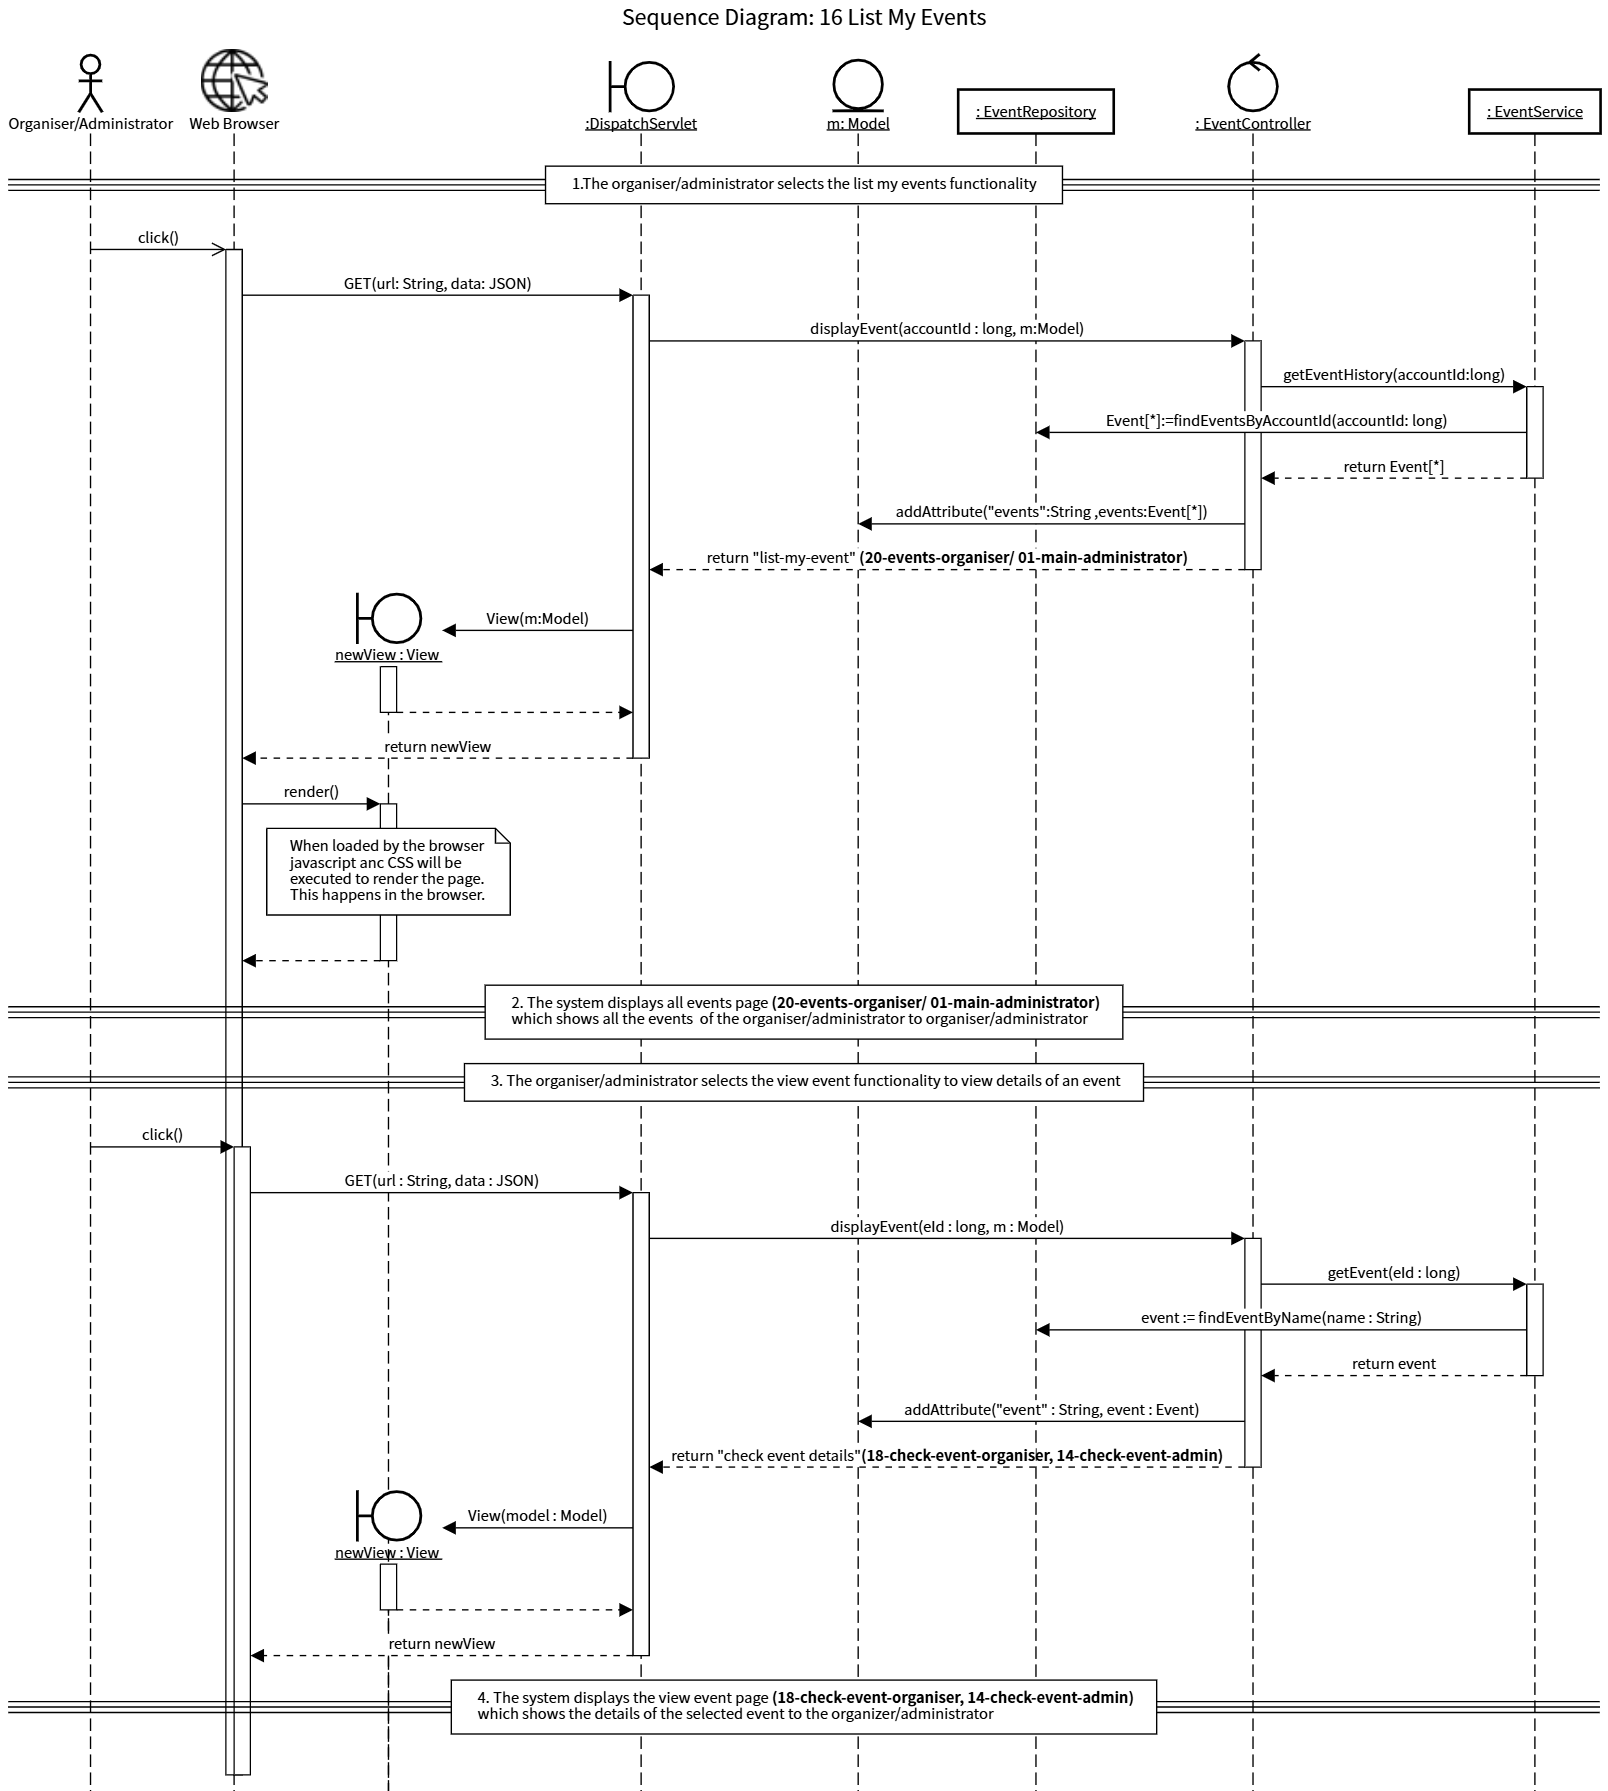 Sequence Diagram: 16 List My Events
Organiser/Administrator
Web Browser
:DispatchServlet
m: Model
: EventRepository
: EventController
: EventService
1.The organiser/administrator selects the list my events functionality
click()
GET(url: String, data: JSON)
displayEvent(accountId : long, m:Model)
getEventHistory(accountId:long)
Event[*]:=findEventsByAccountId(accountId: long)
return Event[*]
addAttribute("events":String ,events:Event[*])
return "list-my-event" (20-events-organiser/ 01-main-administrator)
View(m:Model)
newView : View
return newView
render()
When loaded by the browser
javascript anc CSS will be
executed to render the page.
This happens in the browser.
2. The system displays all events page (20-events-organiser/ 01-main-administrator)
which shows all the events  of the organiser/administrator to organiser/administrator
3. The organiser/administrator selects the view event functionality to view details of an event
click()
GET(url : String, data : JSON)
displayEvent(eId : long, m : Model)
getEvent(eId : long)
event := findEventByName(name : String)
return event
addAttribute("event" : String, event : Event)
return "check event details"(18-check-event-organiser, 14-check-event-admin)
View(model : Model)
newView : View
return newView
4. The system displays the view event page (18-check-event-organiser, 14-check-event-admin)
which shows the details of the selected event to the organizer/administrator